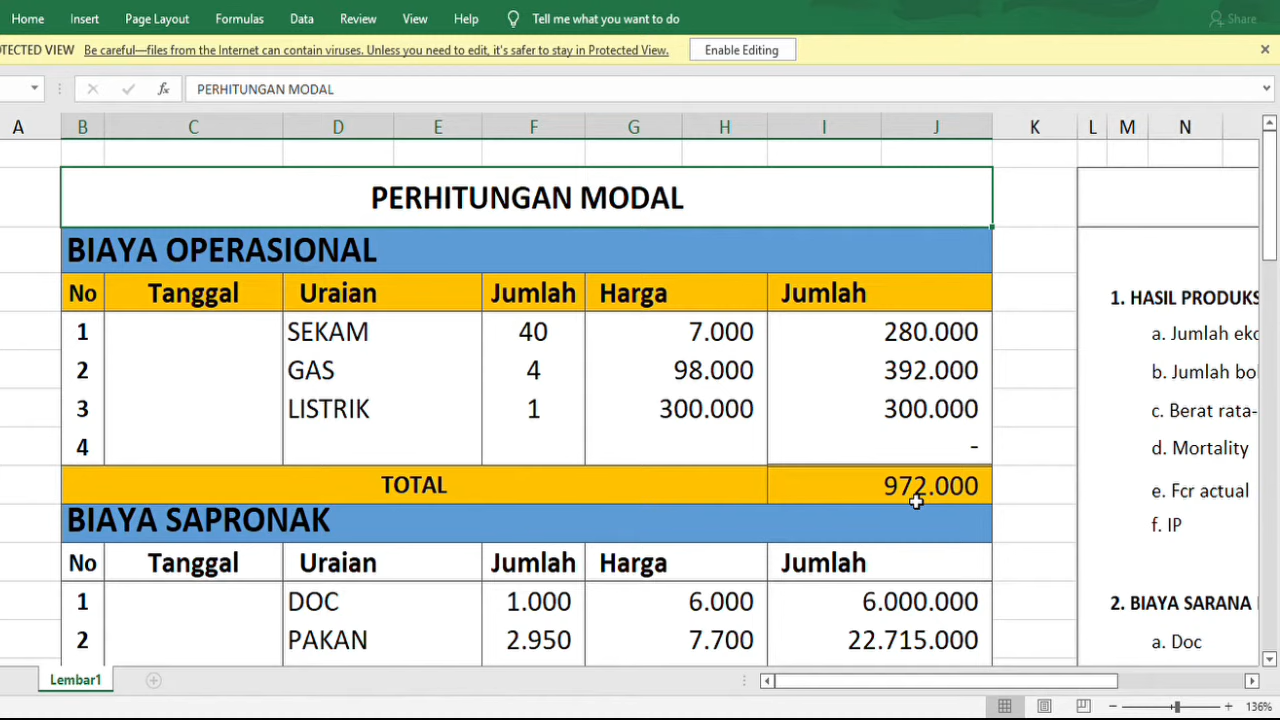 Home Insert Page Layout Formulas Data Review View Help Tell me what you want to do Share
TECTED VIEW Be careful—files from the Internet can contain viruses. Unless you need to edit, it's safer to stay in Protected View. Enable Editing
fx PERHITUNGAN MODAL
A B C D E F G H I J K L M N
PERHITUNGAN MODAL
BIAYA OPERASIONAL
No Tanggal Uraian Jumlah Harga Jumlah
1 SEKAM 40 7.000 280.000
2 GAS 4 98.000 392.000
3 LISTRIK 1 300.000 300.000
4 -
TOTAL 972.000
BIAYA SAPRONAK
No Tanggal Uraian Jumlah Harga Jumlah
1 DOC 1.000 6.000 6.000.000
2 PAKAN 2.950 7.700 22.715.000
1. HASIL PRODUKS
a. Jumlah eko
b. Jumlah bo
c. Berat rata-
d. Mortality
e. Fcr actual
f. IP
2. BIAYA SARANA
a. Doc
Lembar1
136%